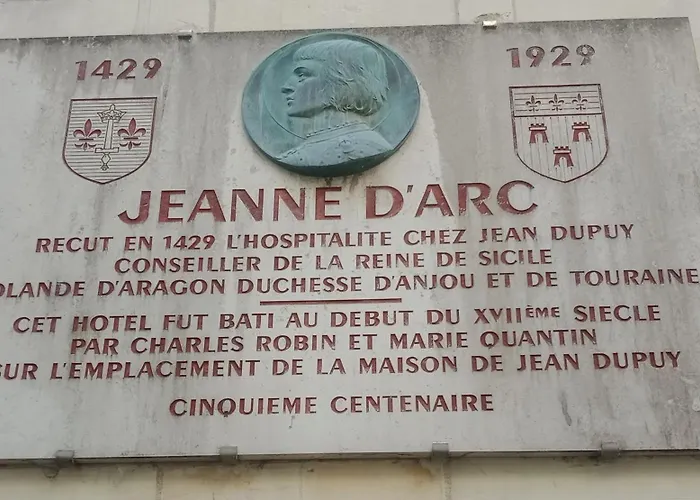 1429 1929
JEANNE D'ARC
RECUT EN 1429 L'HOSPITALITE CHEZ JEAN DUPUY
CONSEILLER DE LA REINE DE SICILE
OLANDE D'ARAGON DUCHESSE D'ANJOU ET DE TOURAINE
CET HOTEL FUT BATI AU DEBUT DU XVIIÈME SIECLE
PAR CHARLES ROBIN ET MARIE QUANTIN
SUR L'EMPLACEMENT DE LA MAISON DE JEAN DUPUY
CINQUIEME CENTENAIRE